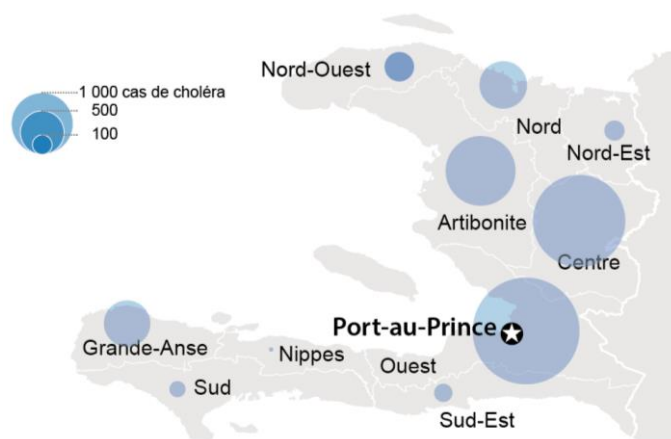 1 000 cas de choléra
500
100
Nord-Ouest
Nord
Nord-Est
Artibonite
Centre
Port-au-Prince
Grande-Anse
Nippes
Ouest
Sud
Sud-Est